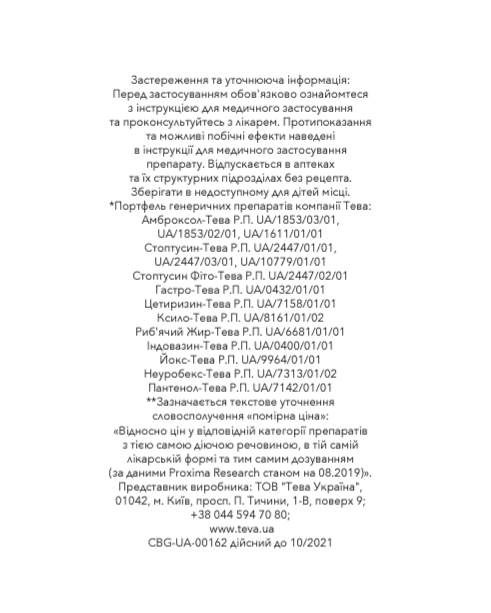 Застереження та уточнююча інформація:
Перед застосуванням обов'язково ознайомтеся
з інструкцією для медичного застосування
та проконсультуйтесь з лікарем. Протипоказання
та можливі побічні ефекти наведені
в інструкції для медичного застосування
препарату. Відпускається в аптеках
та їх структурних підрозділах без рецепта.
Зберігати в недоступному для дітей місці.
*Портфель генеричних препаратів компанії Тева:
Амброксол-Тева Р.П. UA/1853/03/01,
UA/1853/02/01, UA/1611/01/01
Стоптусин-Тева Р.П. UA/2447/01/01,
UA/2447/03/01, UA/10779/01/01
Стоптусин Фіто-Тева Р.П. UA/2447/02/01
Гастро-Тева Р.П. UA/0432/01/01
Цетиризин-Тева Р.П. UA/7158/01/01
Ксило-Тева Р.П. UA/8161/01/02
Риб'ячий Жир-Тева Р.П. UA/6681/01/01
Індовазин-Тева Р.П. UA/0400/01/01
Йокс-Тева Р.П. UA/9964/01/01
Неуробекс-Тева Р.П. UA/7313/01/02
Пантенол-Тева Р.П. UA/7142/01/01
**Зазначається текстове уточнення
словосполучення «помірна ціна»:
«Відносно цін у відповідній категорії препаратів
з тією самою діючою речовиною, в тій самій
лікарській формі та тим самим дозуванням
(за даними Proxima Research станом на 08.2019)».
Представник виробника: ТОВ "Тева Україна",
01042, м. Київ, просп. П. Тичини, 1-В, поверх 9;
+38 044 594 70 80;
www.teva.ua
CBG-UA-00162 дійсний до 10/2021